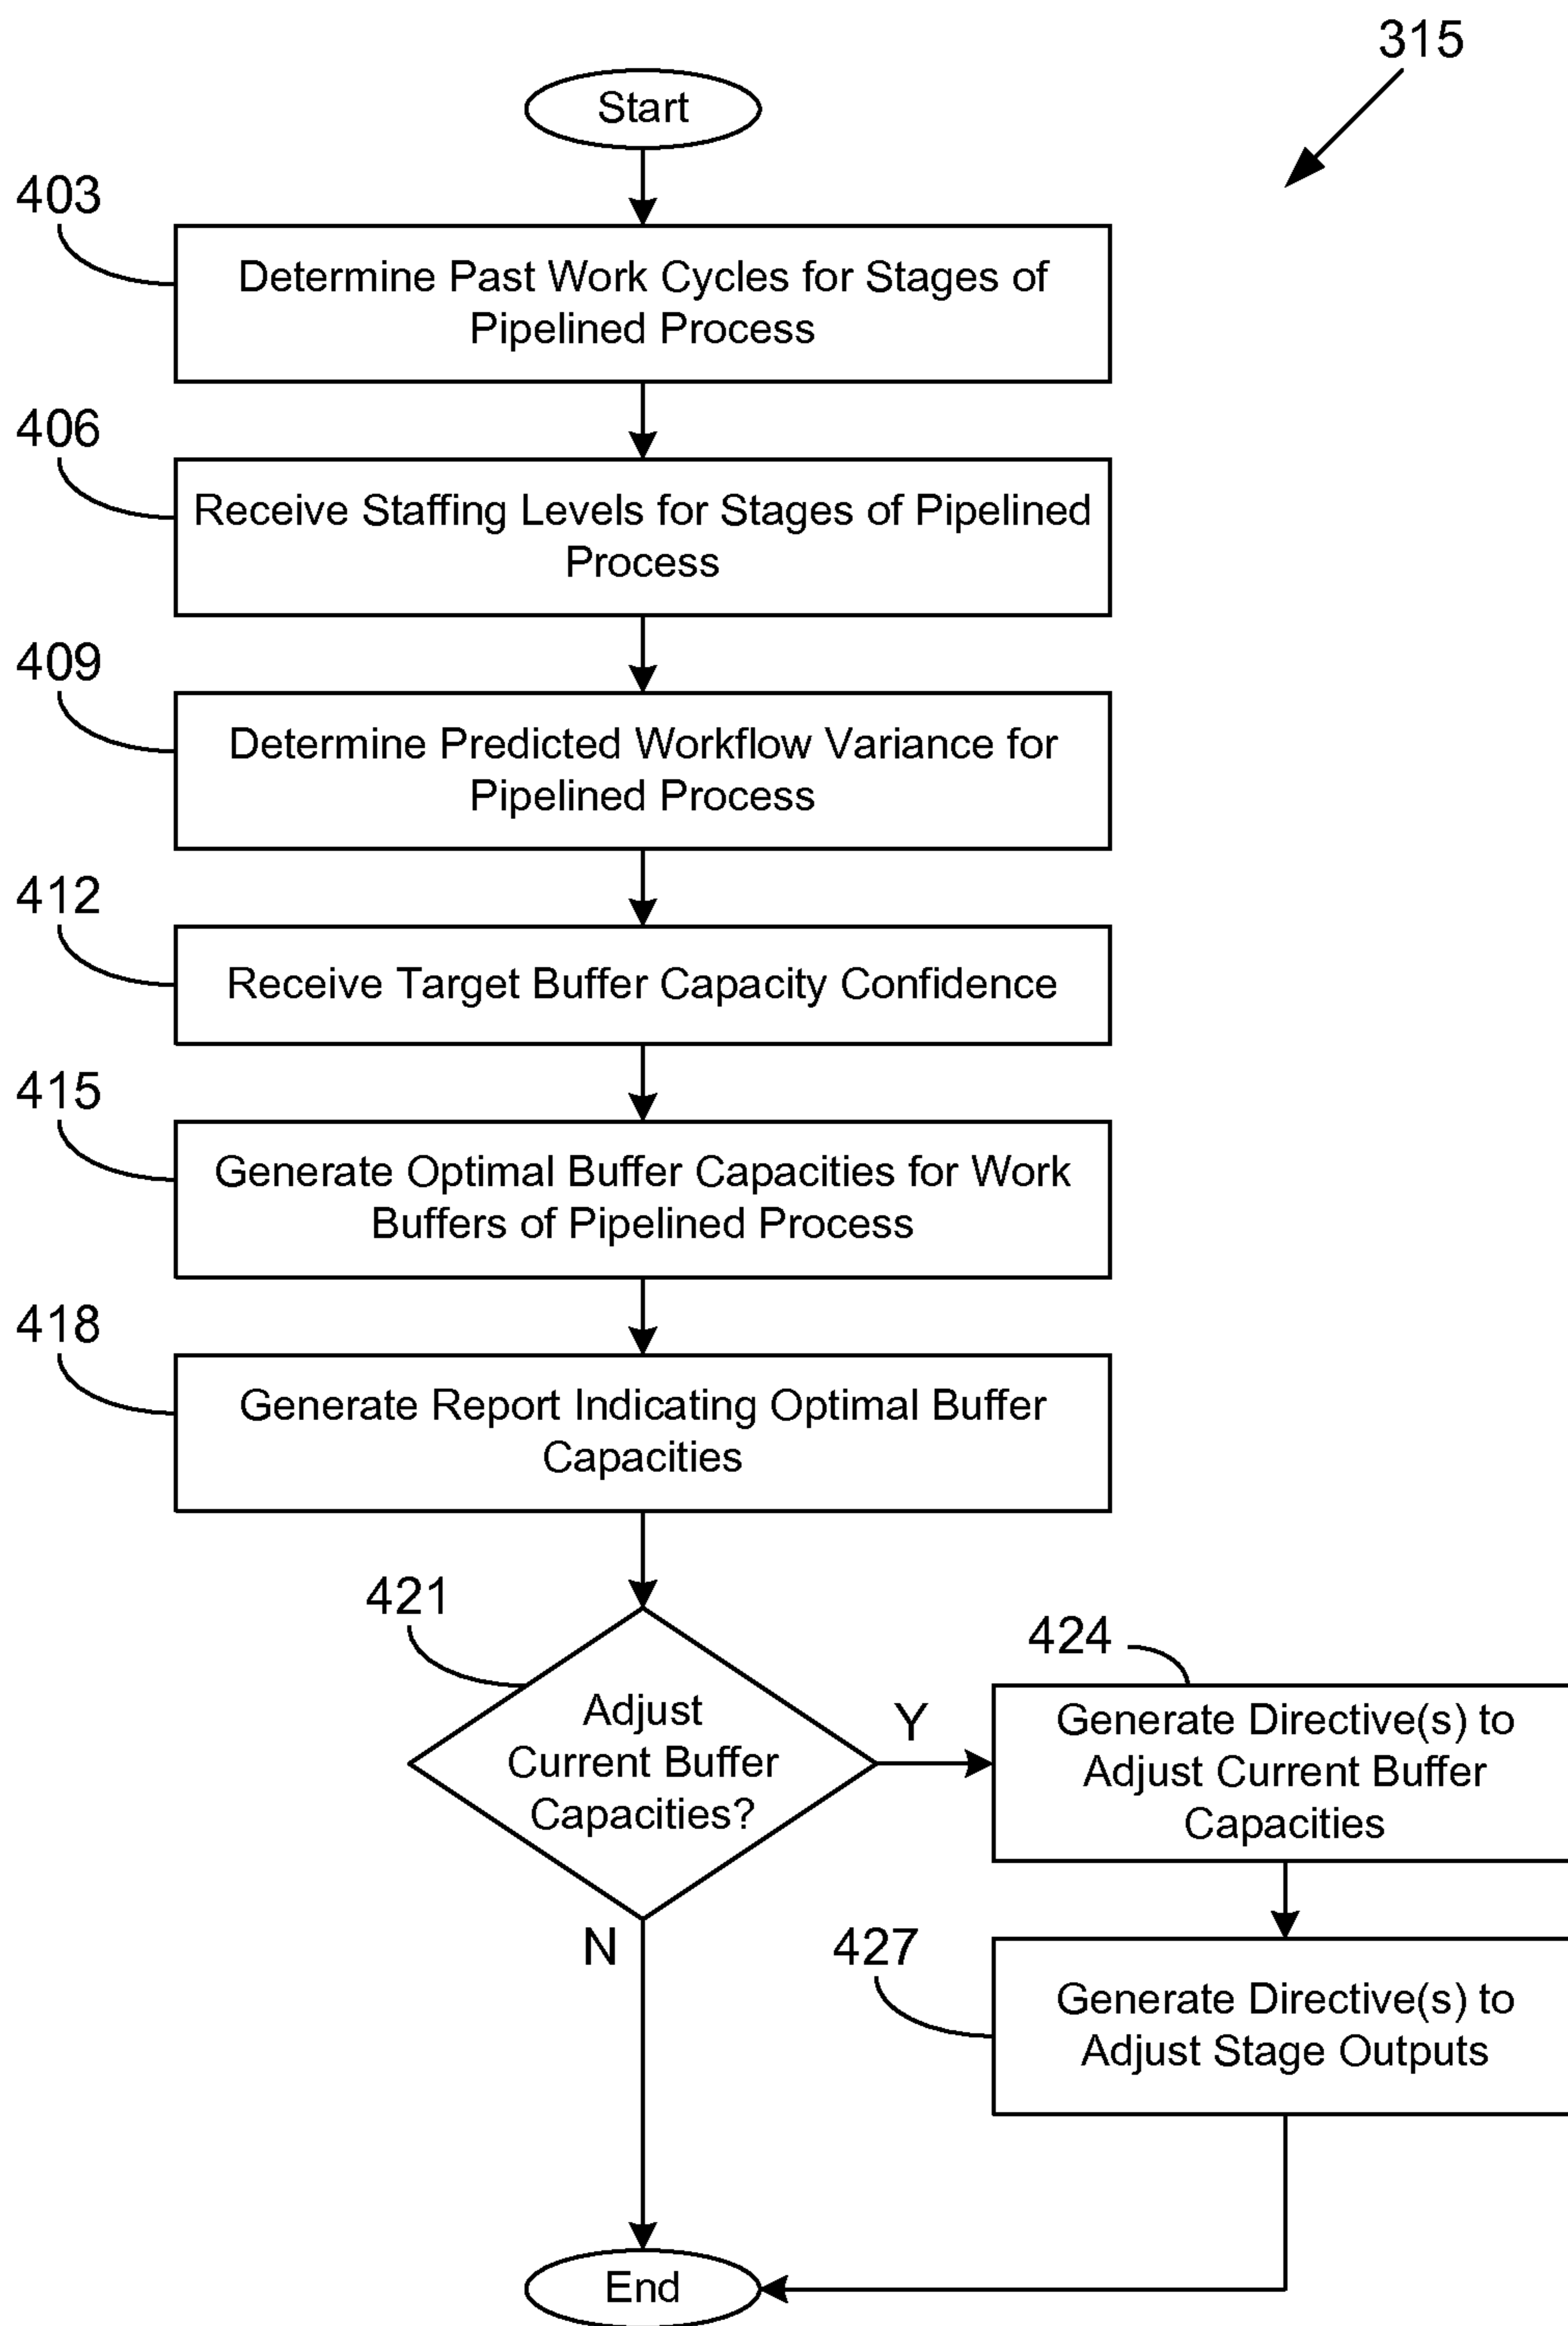 315
Start
403
Determine Past Work Cycles for Stages of
Pipelined Process
406
Receive Staffing Levels for Stages of Pipelined
Process
409
Determine Predicted Workflow Variance for
Pipelined Process
412
Receive Target Buffer Capacity Confidence
415
Generate Optimal Buffer Capacities for Work
Buffers of Pipelined Process
418
Generate Report Indicating Optimal Buffer
Capacities
421
Adjust
Current Buffer
Capacities?
Y
424
Generate Directive(s) to
Adjust Current Buffer
Capacities
N
427
Generate Directive(s) to
Adjust Stage Outputs
End